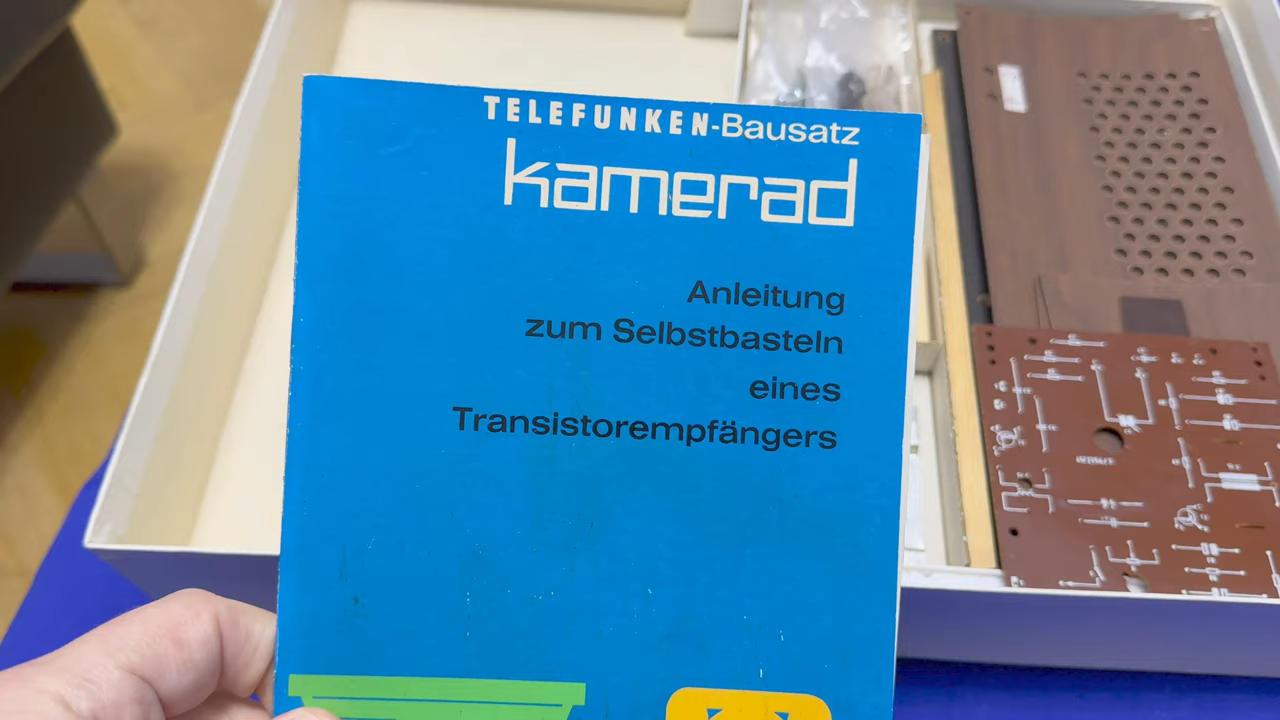 TELEFUNKEN-Bausatz
kamerad
Anleitung
zum Selbstbasteln
eines
Transistorempfängers